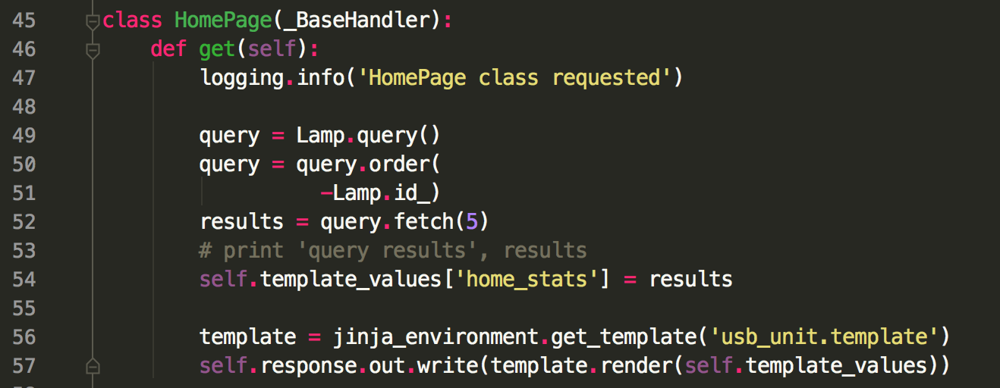 45 class HomePage(_BaseHandler):
46     def get(self):
47         logging.info('HomePage class requested')
48
49         query = Lamp.query()
50         query = query.order(
51                   -Lamp.id_)
52         results = query.fetch(5)
53         # print 'query results', results
54         self.template_values['home_stats'] = results
55
56         template = jinja_environment.get_template('usb_unit.template')
57         self.response.out.write(template.render(self.template_values))